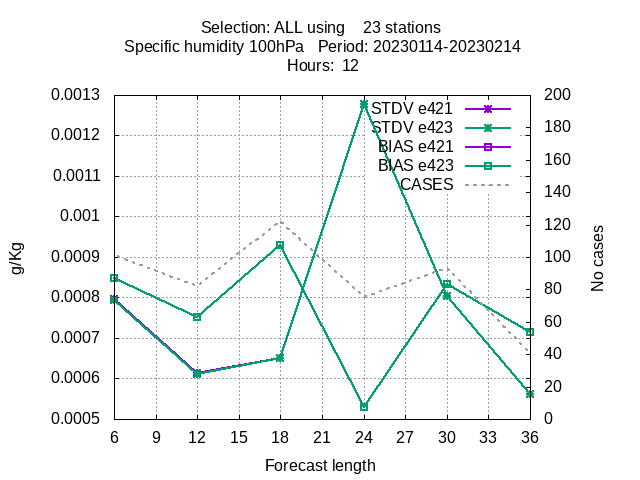 Selection: ALL using 23 stations
Specific humidity 100hPa Period: 20230114-20230214
Hours: 12
0.0013
0.0012
0.0011
0.001
0.0009
0.0008
0.0007
0.0006
0.0005
g/Kg
STDV e421
STDV e423
BIAS e421
BIAS e423
CASES
200
180
160
140
120
100
80
60
40
20
0
No cases
6 9 12 15 18 21 24 27 30 33 36
Forecast length